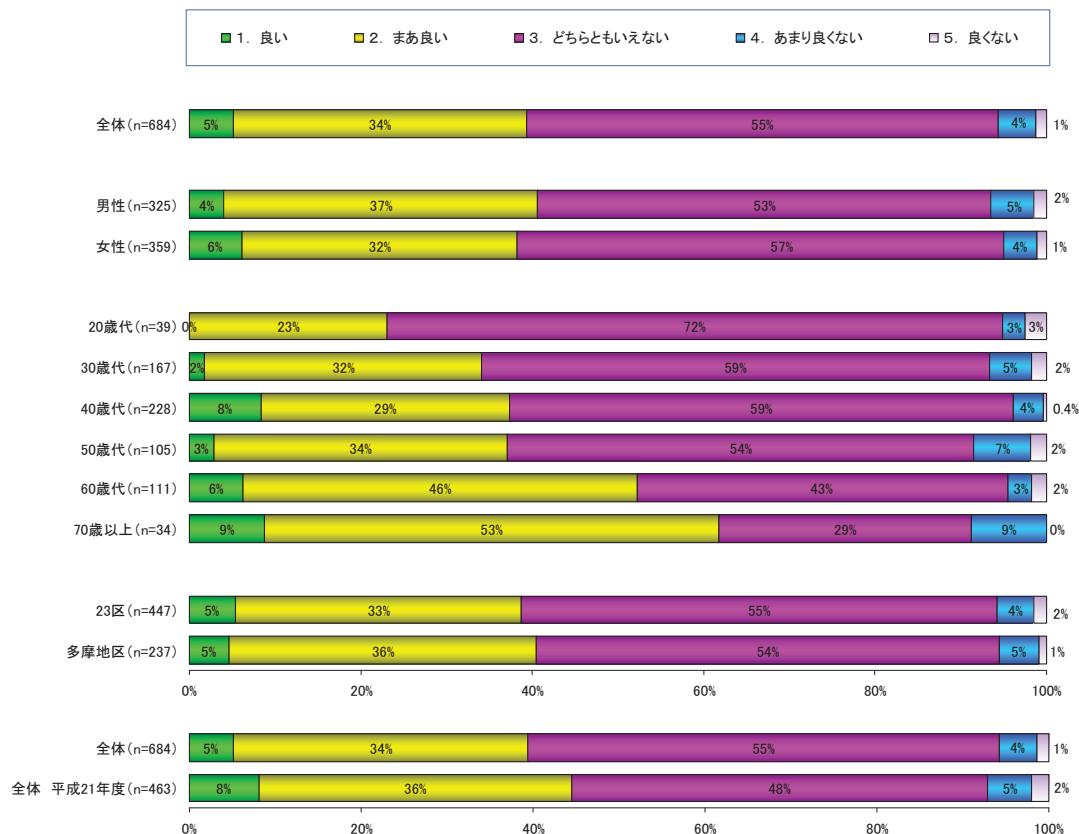 1. 良い 2. まあ良い 3. どちらともいえない 4. あまり良くない 5. 良くない
全体(n=684) 5% 34% 55% 4% 1%
男性(n=325) 4% 37% 53% 5% 2%
女性(n=359) 6% 32% 57% 4% 1%
20歳代(n=39) 0% 23% 72% 3% 3%
30歳代(n=167) 2% 32% 59% 5% 2%
40歳代(n=228) 8% 29% 59% 4% 0.4%
50歳代(n=105) 3% 34% 54% 7% 2%
60歳代(n=111) 6% 46% 43% 3% 2%
70歳以上(n=34) 9% 53% 29% 9% 0%
23区(n=447) 5% 33% 55% 4% 2%
多摩地区(n=237) 5% 36% 54% 5% 1%
0% 20% 40% 60% 80% 100%
全体(n=684) 5% 34% 55% 4% 1%
全体 平成21年度(n=463) 8% 36% 48% 5% 2%
0% 20% 40% 60% 80% 100%